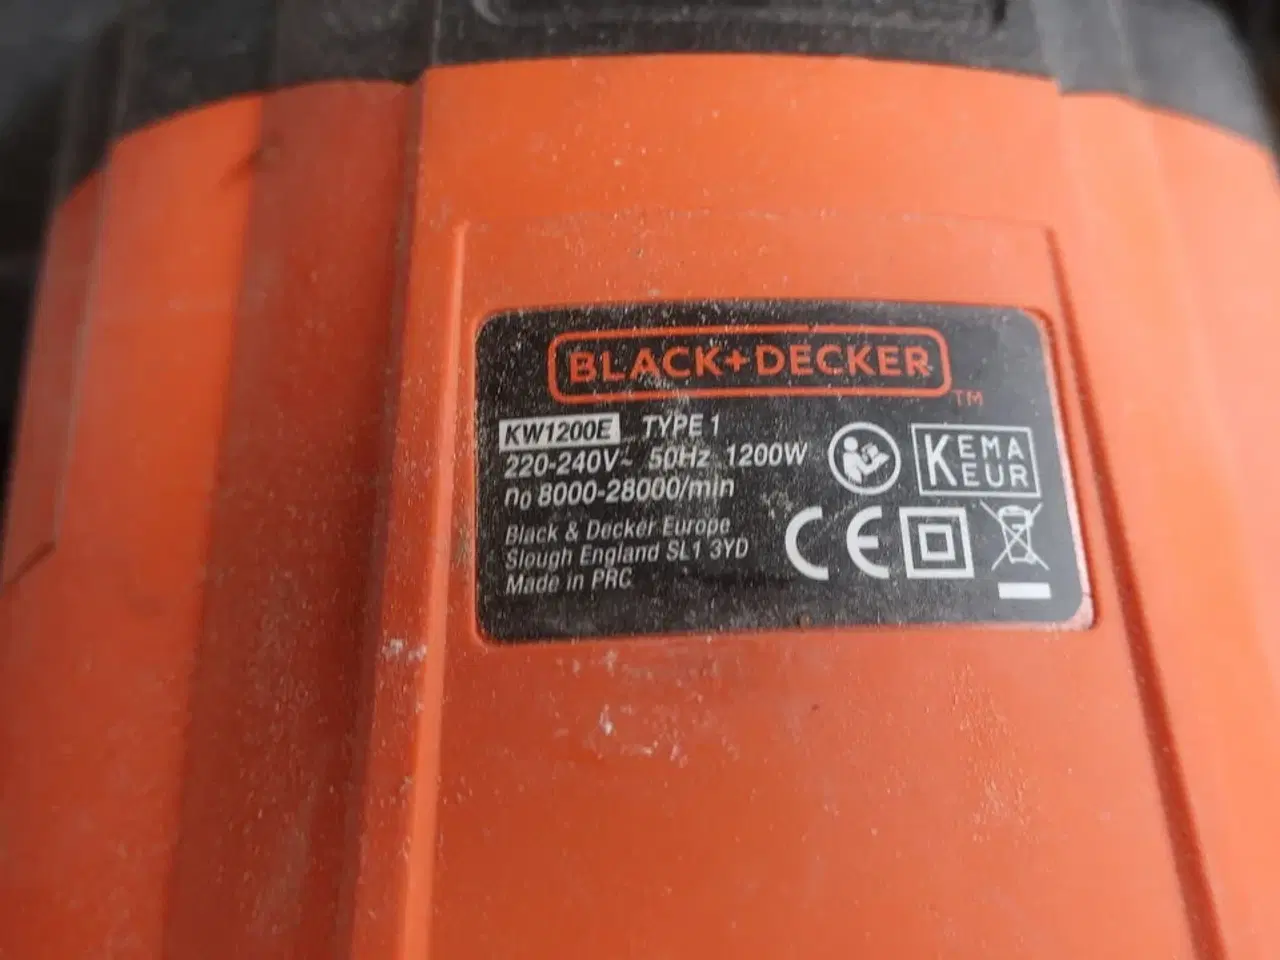 BLACK+DECKER
TM
KW1200E TYPE 1
220-240V~ 50Hz 1200W
n0 8000-28000/min
Black & Decker Europe
Slough England SL1 3YD
Made in PRC
KEMA
EUR
CE